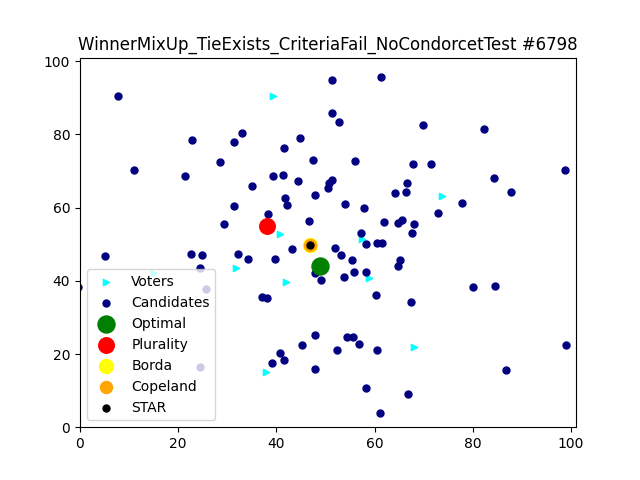 WinnerMixUp_TieExists_CriteriaFail_NoCondorcetTest #6798
100
80
60
40
20
0
0 20 40 60 80 100
Voters
Candidates
Optimal
Plurality
Borda
Copeland
STAR